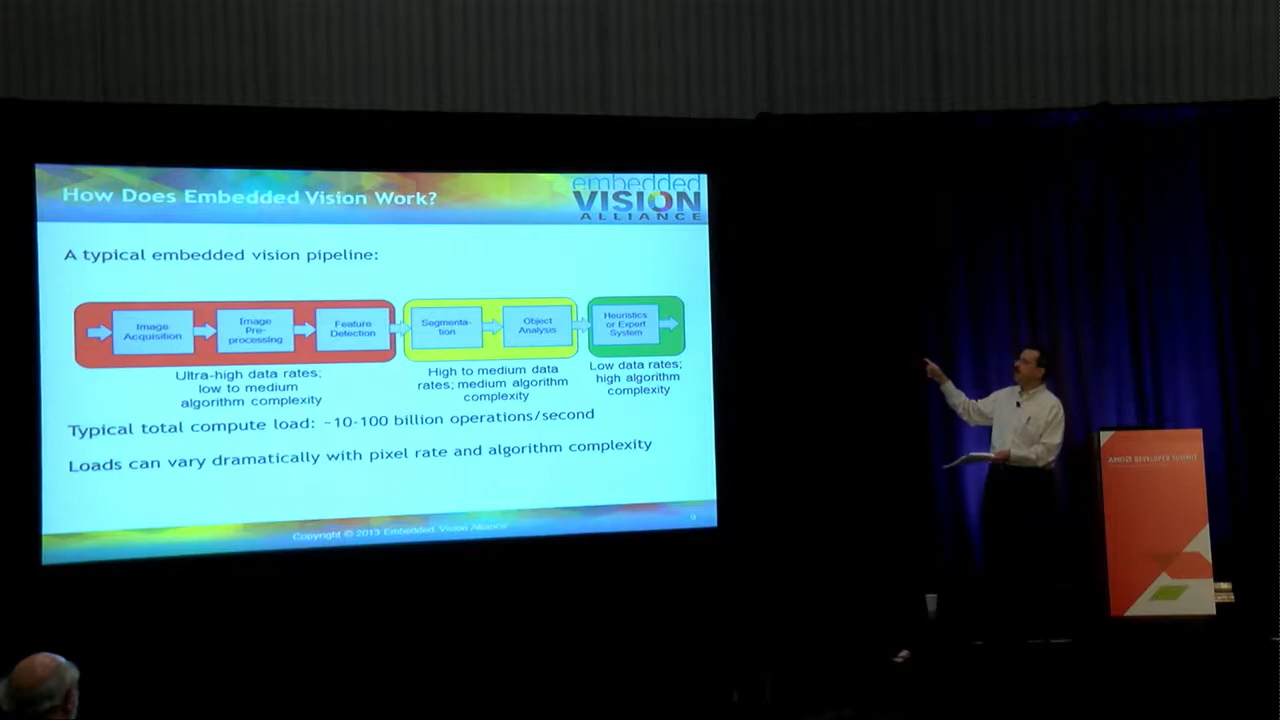 How Does Embedded Vision Work?
embedded
VISION
ALLIANCE
A typical embedded vision pipeline:
Image
Acquisition
Image
Pre-
processing
Feature
Detection
Segmenta-
tion
Object
Analysis
Heuristics
or Expert
System
Ultra-high data rates;
low to medium
algorithm complexity
High to medium data
rates; medium algorithm
complexity
Low data rates;
high algorithm
complexity
Typical total compute load: ~10-100 billion operations/second
Loads can vary dramatically with pixel rate and algorithm complexity
Copyright © 2013 Embedded Vision Alliance
9